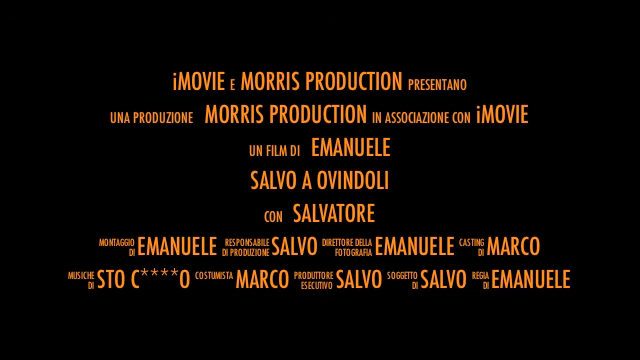 iMOVIE E MORRIS PRODUCTION PRESENTANO
UNA PRODUZIONE MORRIS PRODUCTION IN ASSOCIAZIONE CON iMOVIE
UN FILM DI EMANUELE
SALVO A OVINDOLI
CON SALVATORE
MONTAGGIO DI EMANUELE RESPONSABILE DI PRODUZIONE SALVO DIRETTORE DELLA FOTOGRAFIA EMANUELE CASTING DI MARCO
MUSICHE DI STO C****O COSTUMISTA MARCO PRODUTTORE ESECUTIVO SALVO SOGGETTO DI SALVO REGIA DI EMANUELE